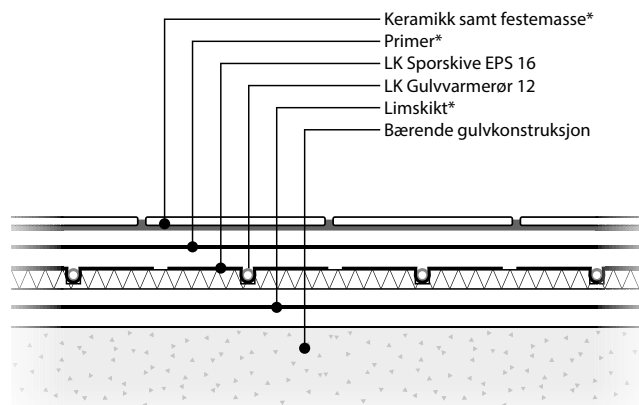 Keramikk samt festemasse*
Primer*
LK Sporskive EPS 16
LK Gulvvarmerør 12
Limskikt*
Bærende gulvkonstruksjon